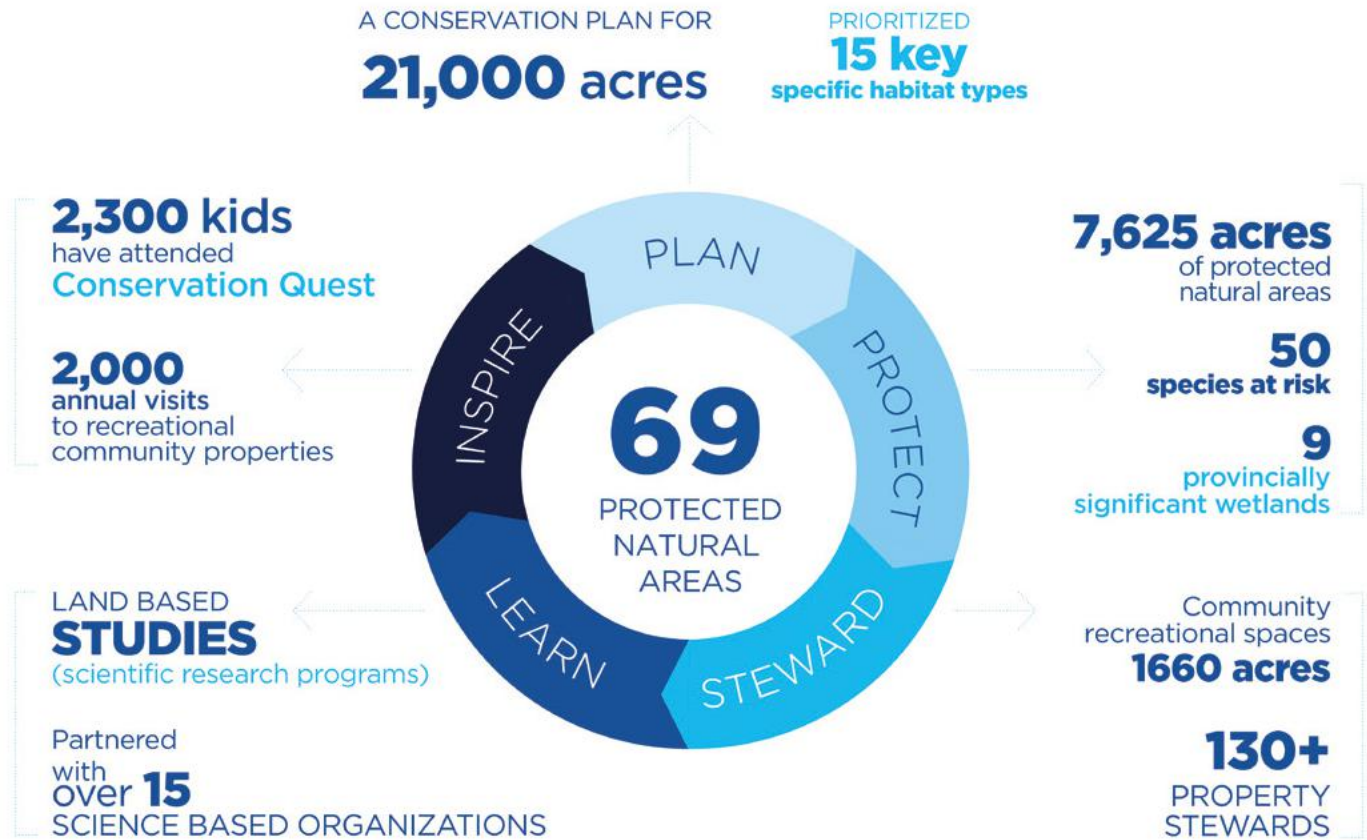 A CONSERVATION PLAN FOR
21,000 acres
PRIORITIZED
15 key
specific habitat types
2,300 kids
have attended
Conservation Quest
2,000
annual visits
to recreational
community properties
PLAN
PROTECT
STEWARD
LEARN
INSPIRE
69
PROTECTED
NATURAL
AREAS
7,625 acres
of protected
natural areas
50
species at risk
9
provincially
significant wetlands
LAND BASED
STUDIES
(scientific research programs)
Partnered
with
over 15
SCIENCE BASED ORGANIZATIONS
Community
recreational spaces
1660 acres
130+
PROPERTY
STEWARDS